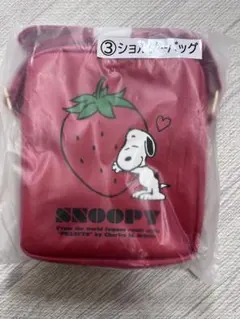 ③ショルダーバッグ
SNOOPY
From the world famous comic strip
"PEANUTS" by Charles M. Schulz